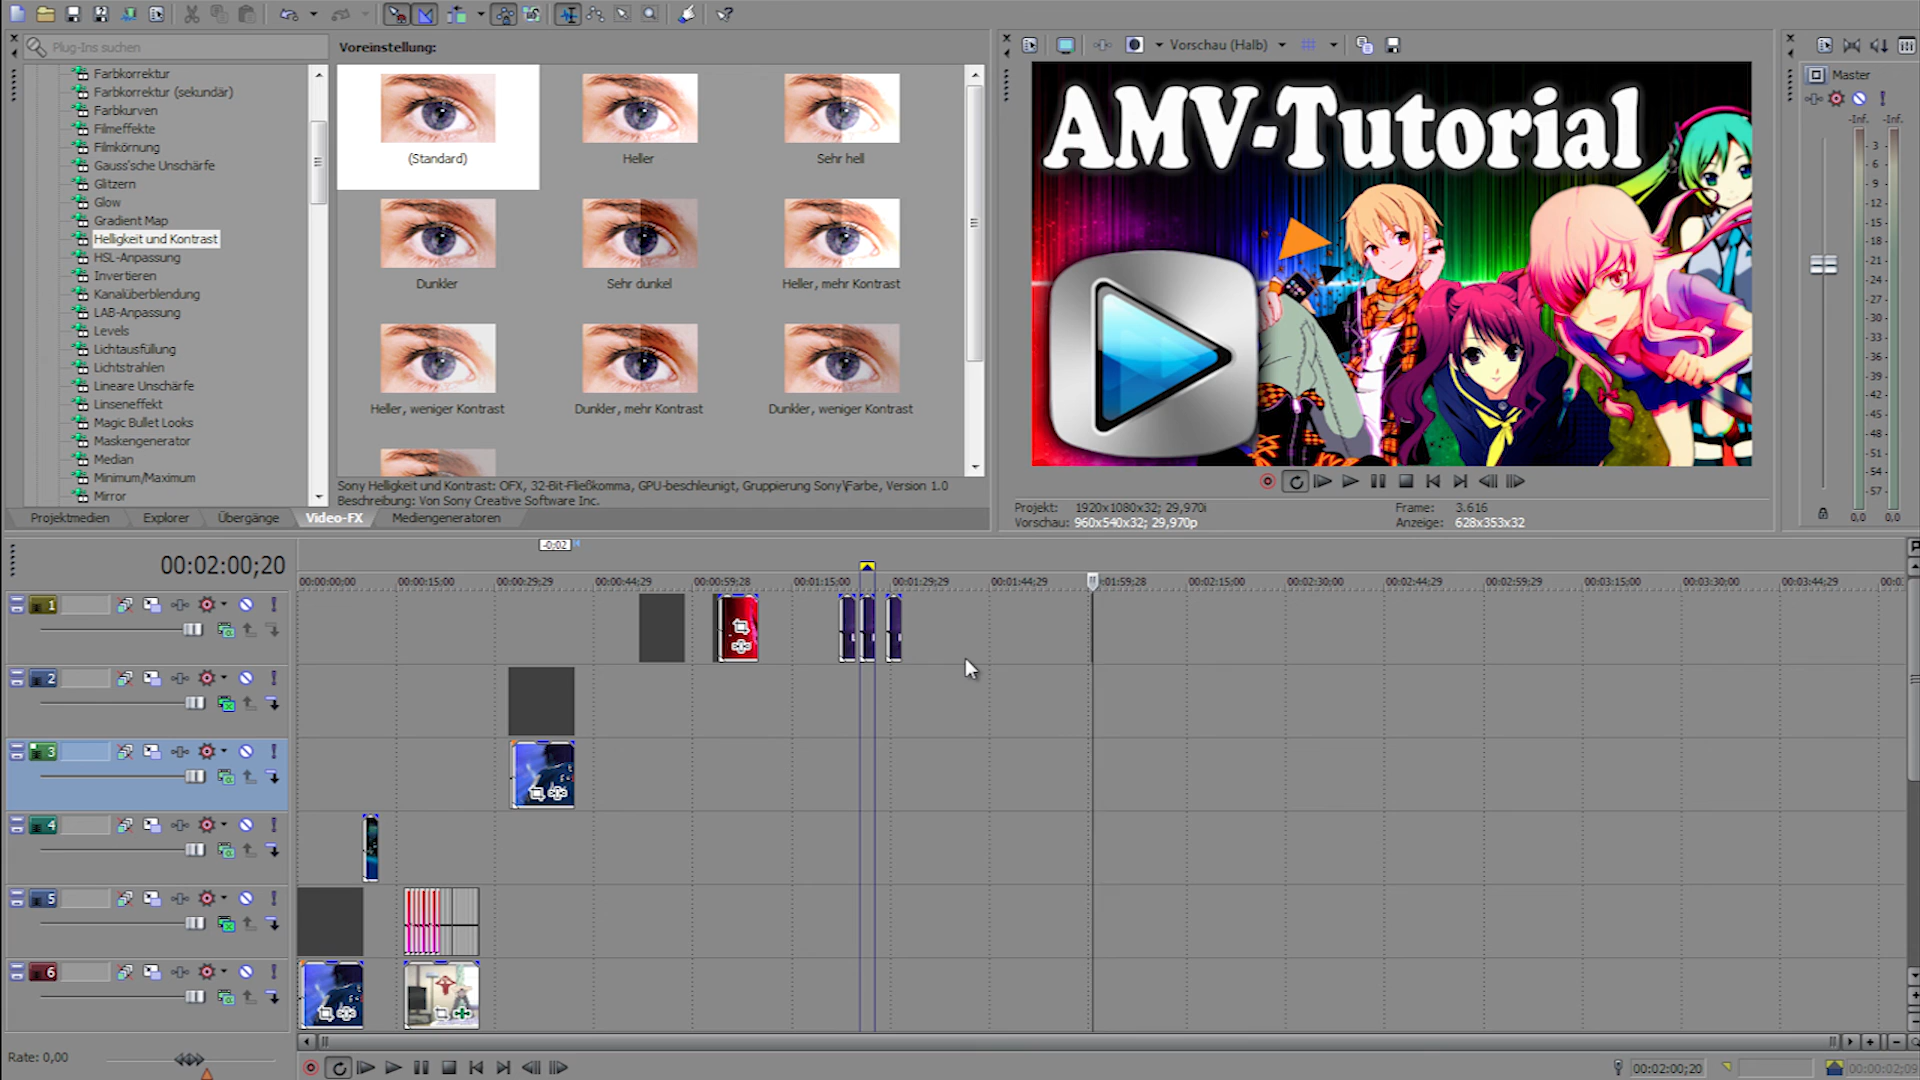 Plug-Ins suchen
Voreinstellung:
Farbkorrektur
Farbkorrektur (sekundär)
Farbkurven
Filmeffekte
Filmkörnung
Gauss'sche Unschärfe
Glitzern
Glow
Gradient Map
Helligkeit und Kontrast
HSL-Anpassung
Invertieren
Kanalüberblendung
LAB-Anpassung
Levels
Lichtausfüllung
Lichtstrahlen
Lineare Unschärfe
Linseneffekt
Magic Bullet Looks
Maskengenerator
Median
Minimum/Maximum
Mirror
(Standard)
Heller
Sehr hell
Dunkler
Sehr dunkel
Heller, mehr Kontrast
Heller, weniger Kontrast
Dunkler, mehr Kontrast
Dunkler, weniger Kontrast
Sony Helligkeit und Kontrast: OFX, 32-Bit-Fließkomma, GPU-beschleunigt, Gruppierung Sony\Farbe, Version 1.0
Beschreibung: Von Sony Creative Software Inc.
Projektmedien
Explorer
Übergänge
Video-FX
Mediengeneratoren
Vorschau (Halb)
AMV-Tutorial
Projekt: 1920x1080x32; 29,970i
Vorschau: 960x540x32; 29,970p
Frame: 3.616
Anzeige: 628x353x32
Master
-Inf. -Inf.
3
6
9
12
15
18
21
24
27
30
33
36
39
42
45
48
51
54
57
0,0 0,0
00:02:00;20
-0:02
00:00:00;00
00:00:15;00
00:00:29;29
00:00:44;29
00:00:59;28
00:01:15;00
00:01:29;29
00:01:44;29
:01:59;28
00:02:15;00
00:02:30;00
00:02:44;29
00:02:59;29
00:03:15;00
00:03:30;00
00:03:44;29
00:0
1
2
3
4
5
6
Rate: 0,00
00:02:00;20
00:00:02;09